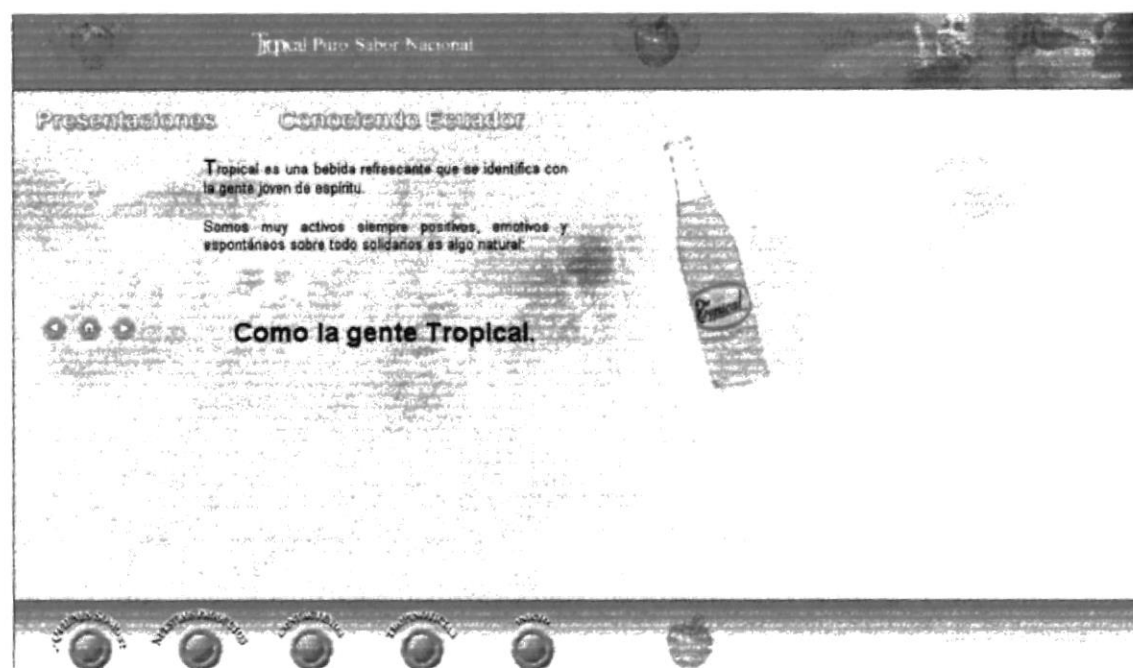 Tropical Puro Sabor Nacional
Presentaciones Conociendo Ecuador
Tropical es una bebida refrescante que se identifica con
la gente joven de espíritu.
Somos muy activos siempre positivos, emotivos y
espontáneos sobre todo solidarios es algo natural:
Tropical
Como la gente Tropical.